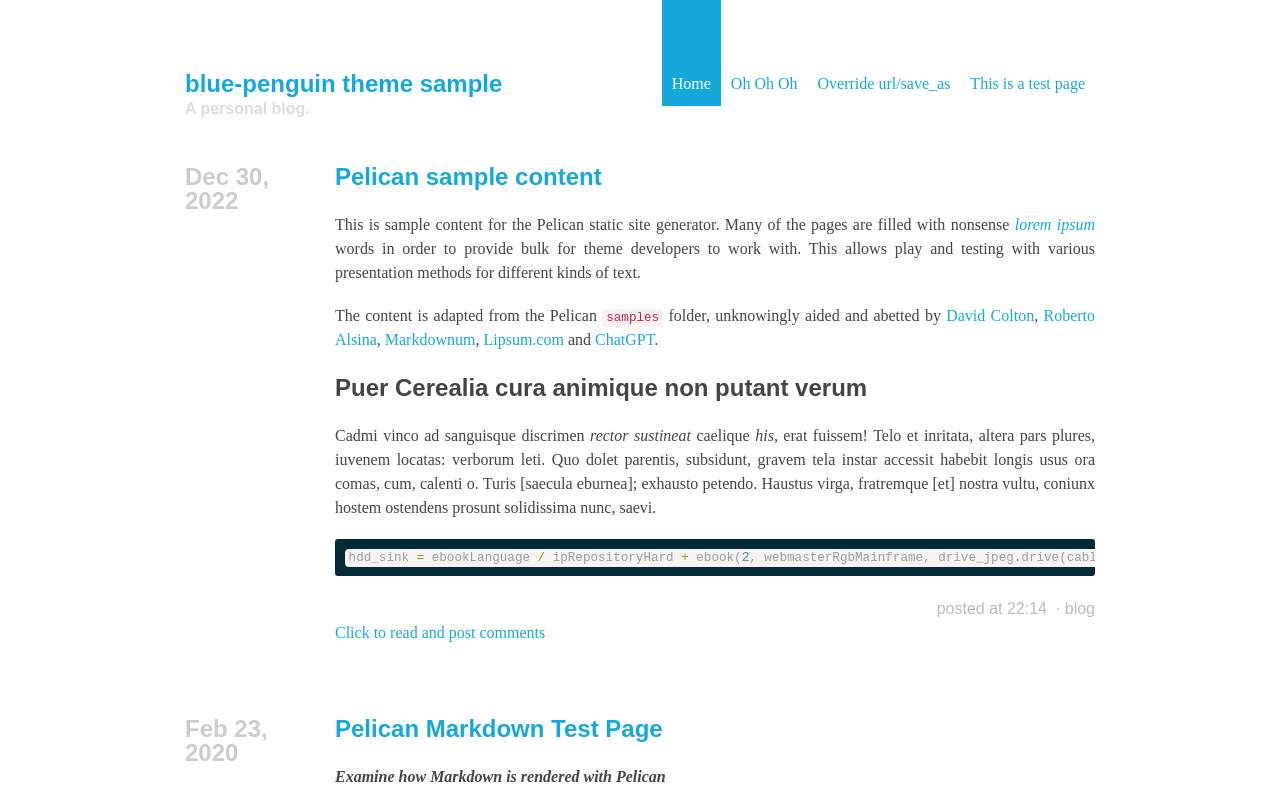 Home
Oh Oh Oh
Override url/save_as
This is a test page
blue-penguin theme sample
A personal blog.
Dec 30,
2022
Pelican sample content
This is sample content for the Pelican static site generator. Many of the pages are filled with nonsense lorem ipsum
words in order to provide bulk for theme developers to work with. This allows play and testing with various
presentation methods for different kinds of text.
The content is adapted from the Pelican samples folder, unknowingly aided and abetted by David Colton, Roberto
Alsina, Markdownum, Lipsum.com and ChatGPT.
Puer Cerealia cura animique non putant verum
Cadmi vinco ad sanguisque discrimen rector sustineat caelique his, erat fuissem! Telo et inritata, altera pars plures,
iuvenem locatas: verborum leti. Quo dolet parentis, subsidunt, gravem tela instar accessit habebit longis usus ora
comas, cum, calenti o. Turis [saecula eburnea]; exhausto petendo. Haustus virga, fratremque [et] nostra vultu, coniunx
hostem ostendens prosunt solidissima nunc, saevi.
hdd_sink = ebookLanguage / ipRepositoryHard + ebook(2, webmasterRgbMainframe, drive_jpeg.drive(cabl
posted at 22:14 · blog
Click to read and post comments
Feb 23,
2020
Pelican Markdown Test Page
Examine how Markdown is rendered with Pelican